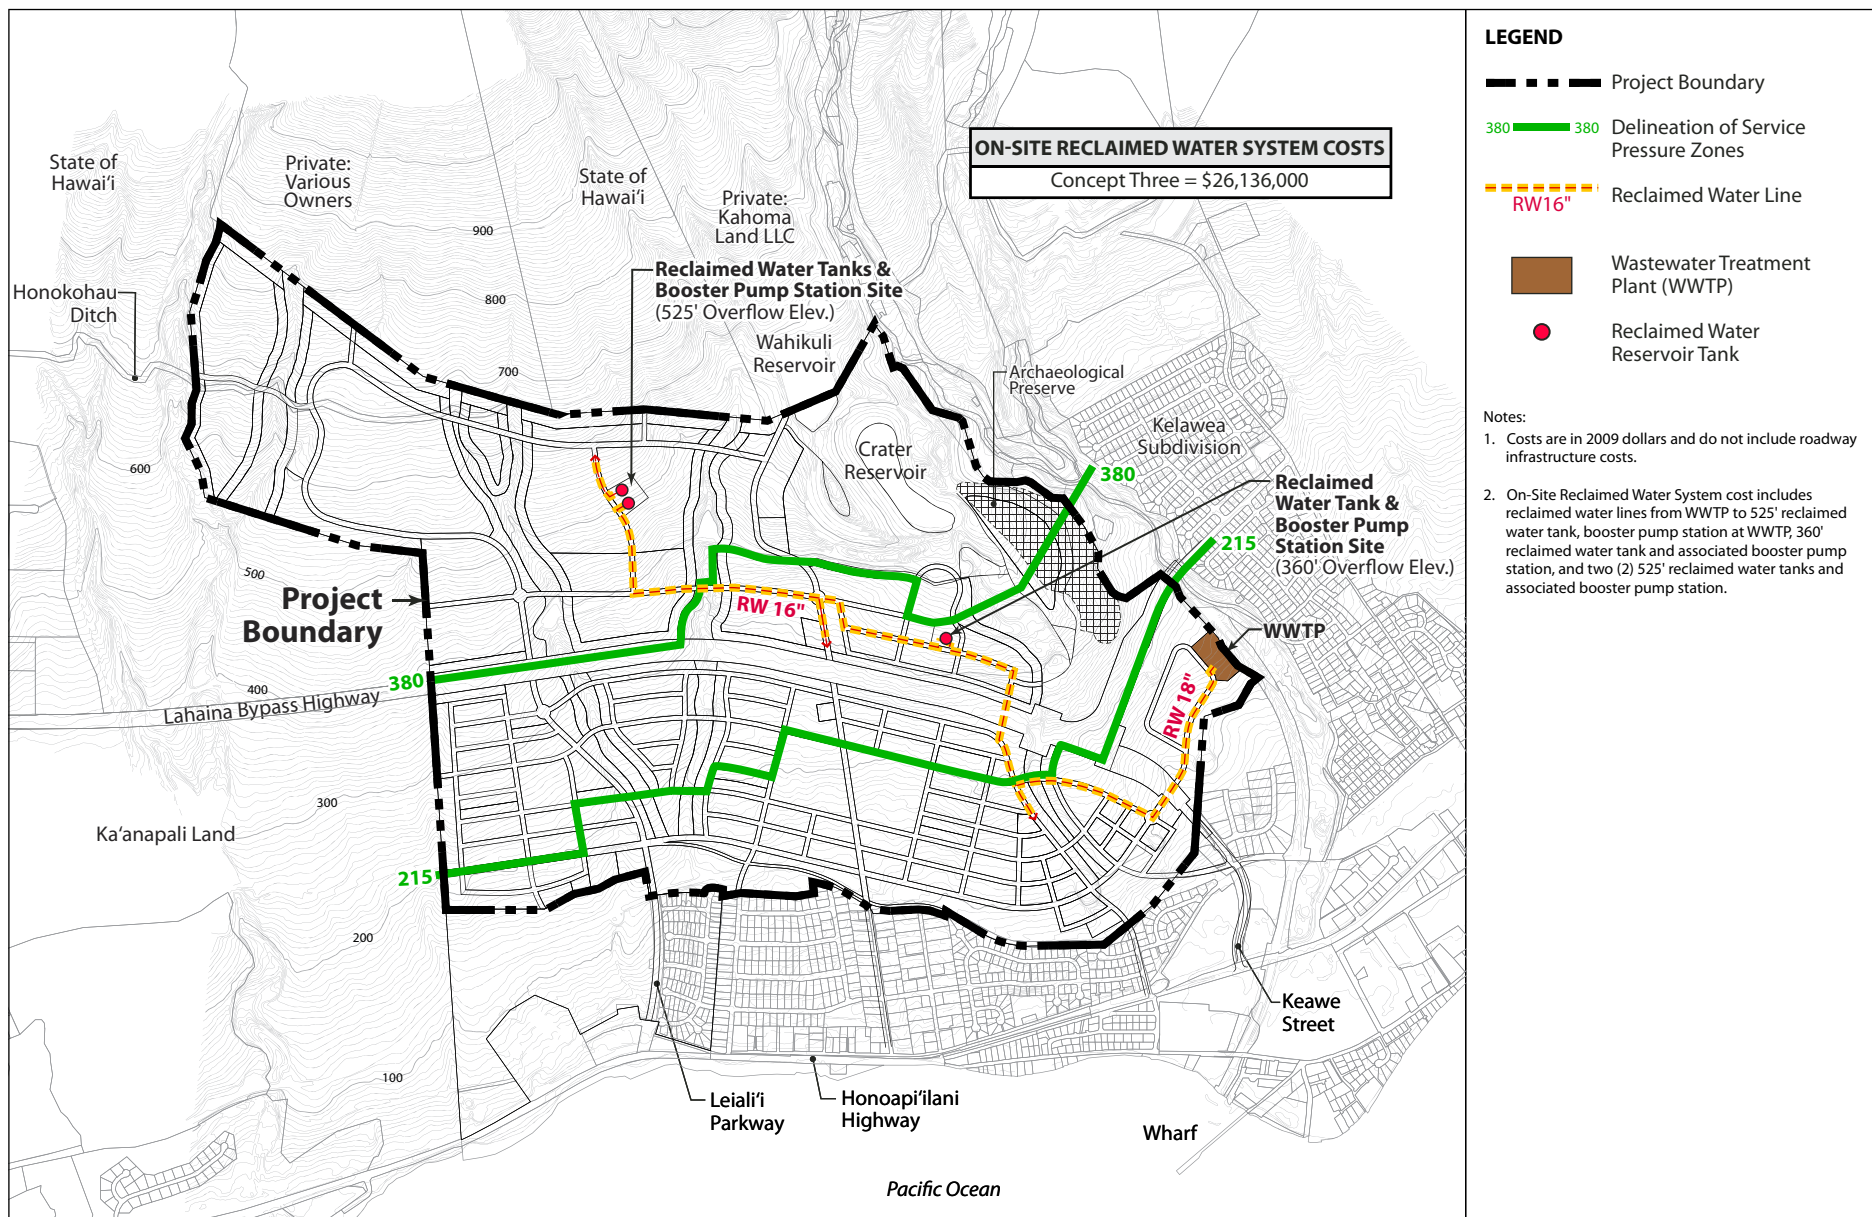 State of
Hawai‘i
Private:
Various
Owners
State of
Hawai‘i
Private:
Kahoma
Land LLC
ON-SITE RECLAIMED WATER SYSTEM COSTS
Concept Three = $26,136,000
900
800
700
600
500
400
300
200
100
Honokohau
Ditch
Reclaimed Water Tanks &
Booster Pump Station Site
(525' Overflow Elev.)
Wahikuli
Reservoir
Archaeological
Preserve
Crater
Reservoir
Kelawea
Subdivision
380
215
Reclaimed
Water Tank &
Booster Pump
Station Site
(360' Overflow Elev.)
Project
Boundary
RW 16"
WWTP
RW 18"
380
Lahaina Bypass Highway
Ka‘anapali Land
215
Keawe
Street
Leiali‘i
Parkway
Honoapi‘ilani
Highway
Wharf
Pacific Ocean
LEGEND
Project Boundary
380 380 Delineation of Service
Pressure Zones
RW16" Reclaimed Water Line
Wastewater Treatment
Plant (WWTP)
Reclaimed Water
Reservoir Tank
Notes:
1. Costs are in 2009 dollars and do not include roadway
infrastructure costs.
2. On-Site Reclaimed Water System cost includes
reclaimed water lines from WWTP to 525' reclaimed
water tank, booster pump station at WWTP, 360'
reclaimed water tank and associated booster pump
station, and two (2) 525' reclaimed water tanks and
associated booster pump station.